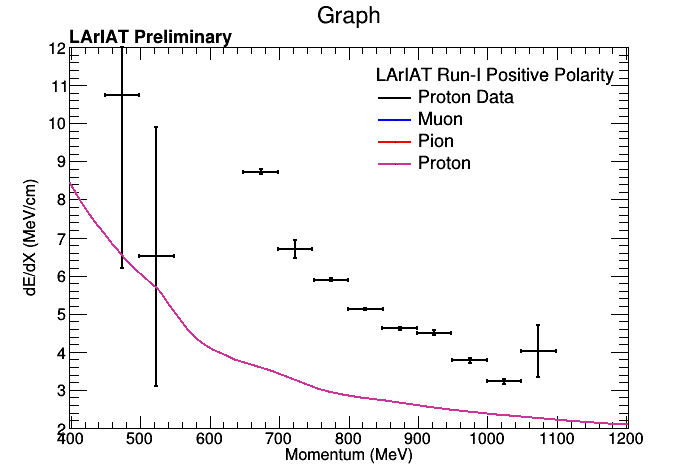 Graph
LArIAT Preliminary
LArIAT Run-I Positive Polarity
Proton Data
Muon
Pion
Proton
dE/dX (MeV/cm)
12
11
10
9
8
7
6
5
4
3
2
400 500 600 700 800 900 1000 1100 1200
Momentum (MeV)